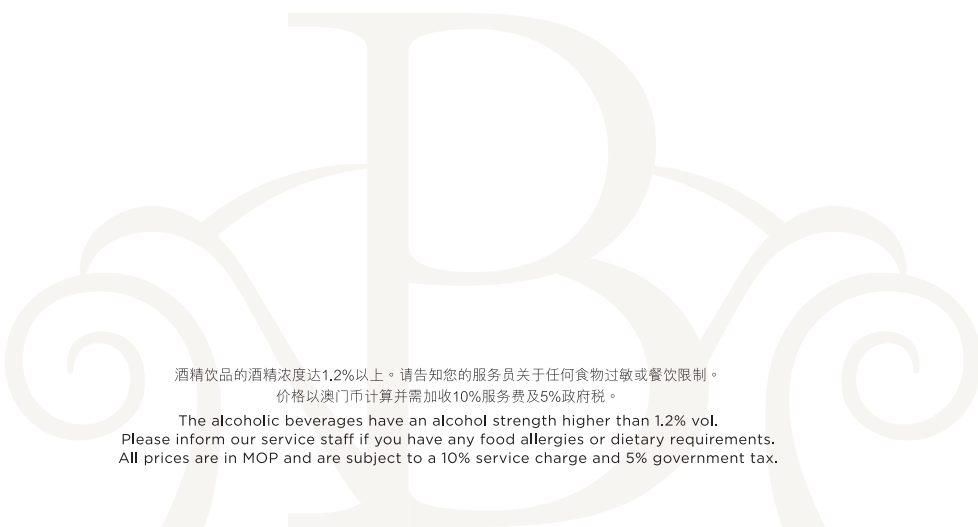 酒精饮品的酒精浓度达1.2%以上。请告知您的服务员关于任何食物过敏或餐饮限制。
价格以澳门币计算并需加收10%服务费及5%政府税。
The alcoholic beverages have an alcohol strength higher than 1.2% vol.
Please inform our service staff if you have any food allergies or dietary requirements.
All prices are in MOP and are subject to a 10% service charge and 5% government tax.